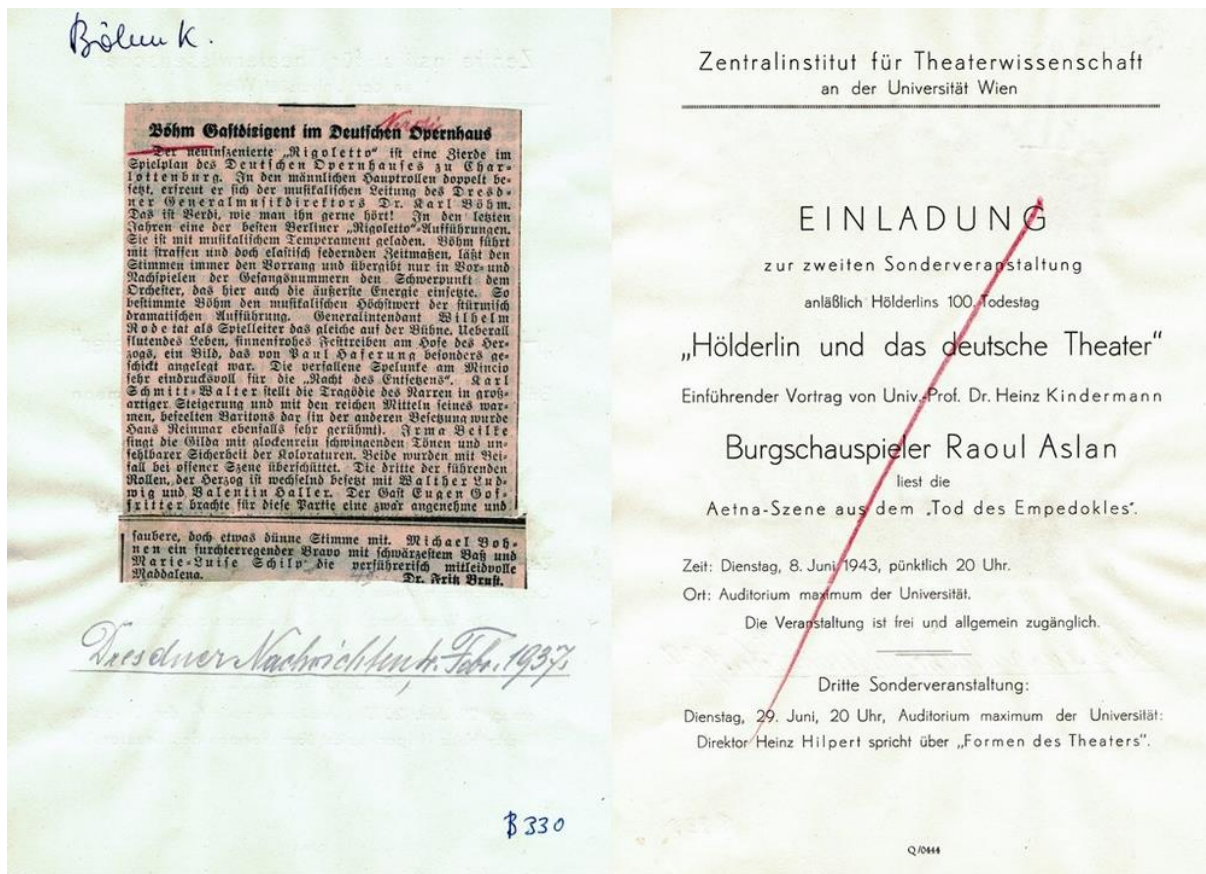 Böhm K.
Böhm Gastdirigent im Deutschen Opernhaus
Der neuinszenierte „Rigoletto“ ist eine Zierde im
Spielplan des Deutschen Opernhauses zu Char-
lottenburg. In den männlichen Hauptrollen doppelt be-
setzt, erfreut er sich der musikalischen Leitung des Dresd-
ner Generalmusikdirektors Dr. Karl Böhm.
Das ist Verdi, wie man ihn gerne hört! In den letzten
Jahren eine der besten Berliner „Rigoletto“-Aufführungen.
Sie ist mit musikalischem Temperament geladen. Böhm führt
mit straffen und doch elastisch federnden Zeitmaßen, läßt den
Stimmen immer den Vorrang und übergibt nur in Vor- und
Nachspielen der Gesangsnummern den Schwerpunkt dem
Orchester, das hier auch die äußerste Energie einsetzte. So
bestimmte Böhm den musikalischen Höchstwert der stürmisch
dramatischen Aufführung. Generalintendant Wilhelm
Rode tat als Spielleiter das gleiche auf der Bühne. Ueberall
flutendes Leben, sinnenfrohes Festtreiben am Hofe des Her-
zogs, ein Bild, das von Paul Haferung besonders ge-
schickt angelegt war. Die verfallene Spelunke am Mincio
sehr eindrucksvoll für die „Nacht des Entsetzens“. Karl
Schmitt-Walter stellt die Tragödie des Narren in groß-
artiger Steigerung und mit den reichen Mitteln seines war-
men, beseelten Baritons dar (in der anderen Besetzung wurde
Hans Reinmar ebenfalls sehr gerühmt). Irma Beilke
singt die Gilda mit glockenrein schwingenden Tönen und un-
fehlbarer Sicherheit der Koloraturen. Beide wurden mit Bei-
fall bei offener Szene überschüttet. Die dritte der führenden
Rollen, der Herzog ist wechselnd besetzt mit Walther Lud-
wig und Valentin Haller. Der Gast Eugen Gof-
fritter brachte für diese Partie eine zwar angenehme und
saubere, doch etwas dünne Stimme mit. Michael Boh-
nen ein furchterregender Bravo mit schwärzestem Baß und
Marie-Luise Schilp die verführerisch mitleidvolle
Maddalena. Dr. Fritz Brust.
Dresdner Nachrichten, Febr. 1937.
B 330
Zentralinstitut für Theaterwissenschaft
an der Universität Wien
EINLADUNG
zur zweiten Sonderveranstaltung
anläßlich Hölderlins 100. Todestag
„Hölderlin und das deutsche Theater“
Einführender Vortrag von Univ.-Prof. Dr. Heinz Kindermann
Burgschauspieler Raoul Aslan
liest die
Aetna-Szene aus dem „Tod des Empedokles“.
Zeit: Dienstag, 8. Juni 1943, pünktlich 20 Uhr.
Ort: Auditorium maximum der Universität.
Die Veranstaltung ist frei und allgemein zugänglich.
Dritte Sonderveranstaltung:
Dienstag, 29. Juni, 20 Uhr, Auditorium maximum der Universität:
Direktor Heinz Hilpert spricht über „Formen des Theaters“.
Q/0444